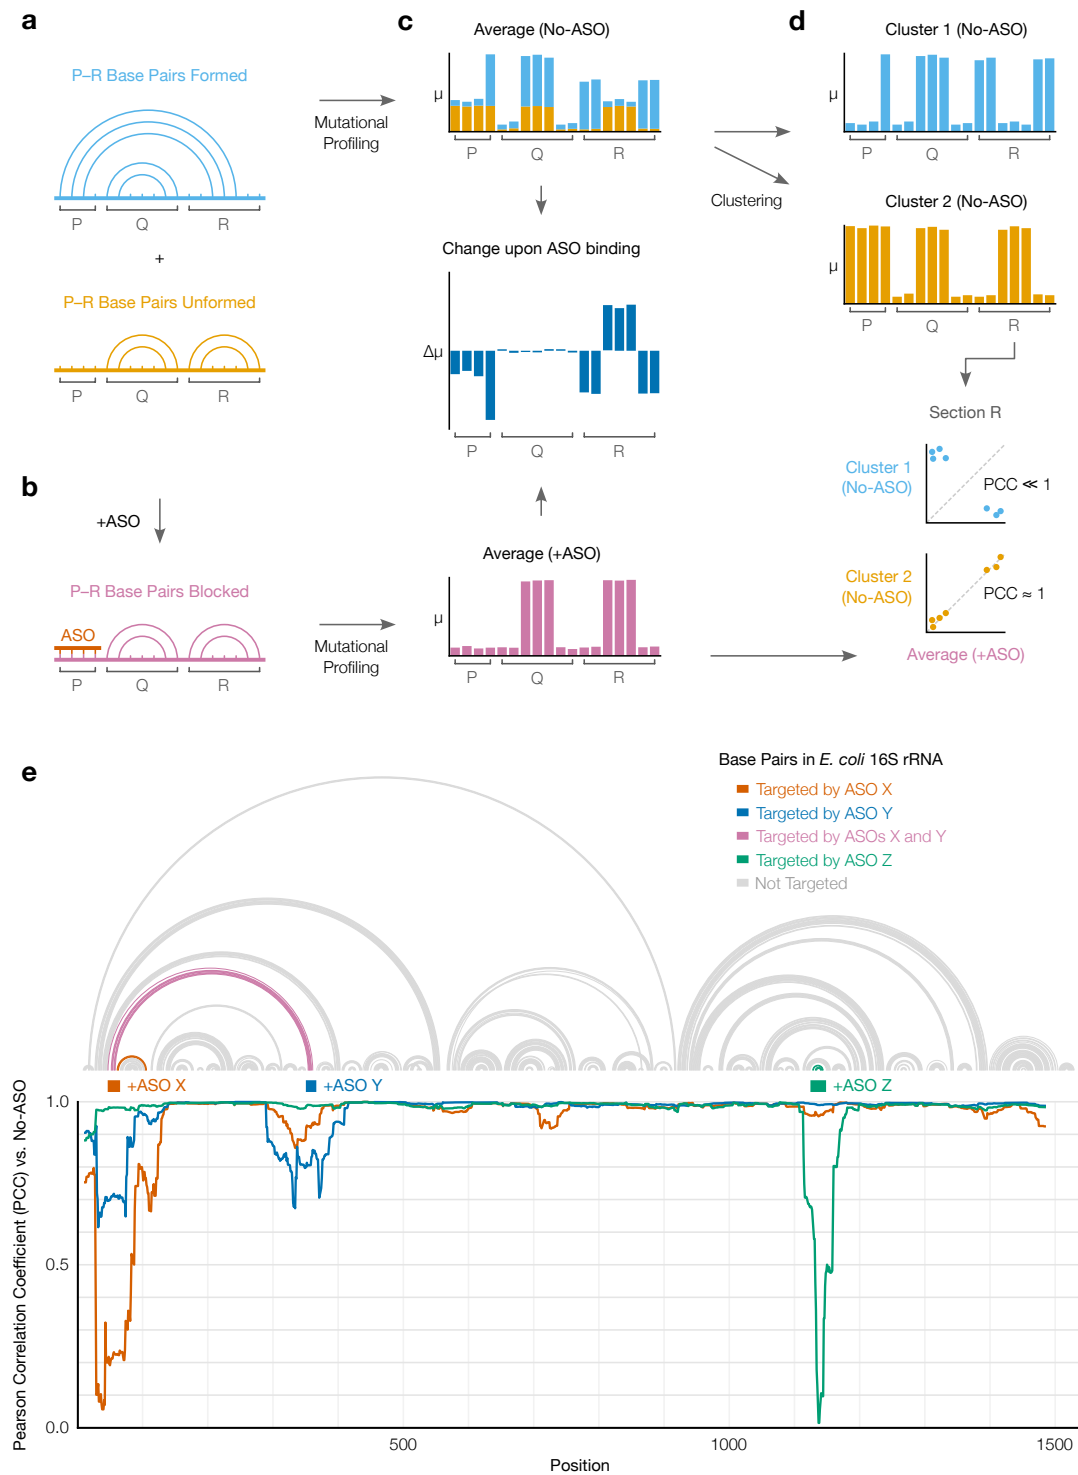 a
P–R Base Pairs Formed
P
Q
R
+
P–R Base Pairs Unformed
P
Q
R
b
+ASO
P–R Base Pairs Blocked
ASO
P
Q
R
Mutational
Profiling
Mutational
Profiling
c
Average (No-ASO)
μ
P
Q
R
Change upon ASO binding
Δμ
P
Q
R
Average (+ASO)
μ
P
Q
R
Clustering
d
Cluster 1 (No-ASO)
μ
P
Q
R
Cluster 2 (No-ASO)
μ
P
Q
R
Section R
Cluster 1
(No-ASO)
PCC ≪ 1
Cluster 2
(No-ASO)
PCC ≈ 1
Average (+ASO)
e
Base Pairs in E. coli 16S rRNA
Targeted by ASO X
Targeted by ASO Y
Targeted by ASOs X and Y
Targeted by ASO Z
Not Targeted
+ASO X
+ASO Y
+ASO Z
Pearson Correlation Coefficient (PCC) vs. No-ASO
1.0
0.5
0.0
500
1000
1500
Position